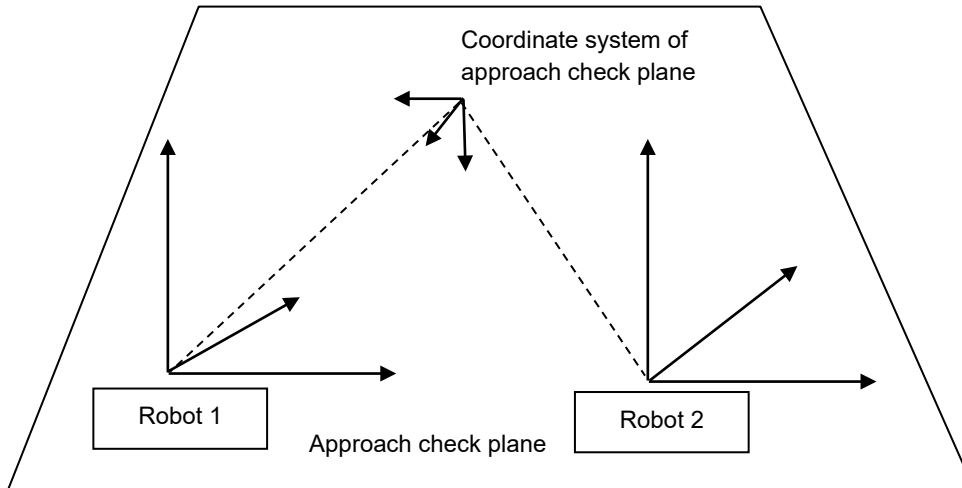 Coordinate system of
approach check plane
Robot 1
Robot 2
Approach check plane